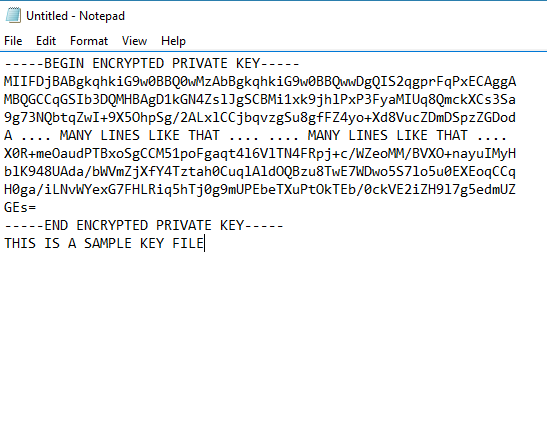 Untitled - Notepad
File Edit Format View Help
-----BEGIN ENCRYPTED PRIVATE KEY-----
MIIFDjBABgkqhkiG9w0BBQ0wMzAbBgkqhkiG9w0BBQwwDgQIS2qgprFqPxECAggA
MBQGCCqGSIb3DQMHBAgD1kGN4ZslJgSCBMi1xk9jhlPxP3FyaMIUq8QmckXCs3Sa
9g73NQbtqZwI+9X5OhpSg/2ALxlCCjbqvzgSu8gfFZ4yo+Xd8VucZDmDSpzZGDod
A .... MANY LINES LIKE THAT .... .... MANY LINES LIKE THAT ....
X0R+meOaudPTBxoSgCCM51poFgaqt4l6VlTN4FRpj+c/WZeoMM/BVXO+nayuIMyH
blK948UAda/bWVmZjXfY4Tztah0CuqlAldOQBzu8TwE7WDwo5S7lo5u0EXEoqCCq
H0ga/iLNvWYexG7FHLRiq5hTj0g9mUPEbeTXuPtOkTEb/0ckVE2iZH9l7g5edmUZ
GEs=
-----END ENCRYPTED PRIVATE KEY-----
THIS IS A SAMPLE KEY FILE